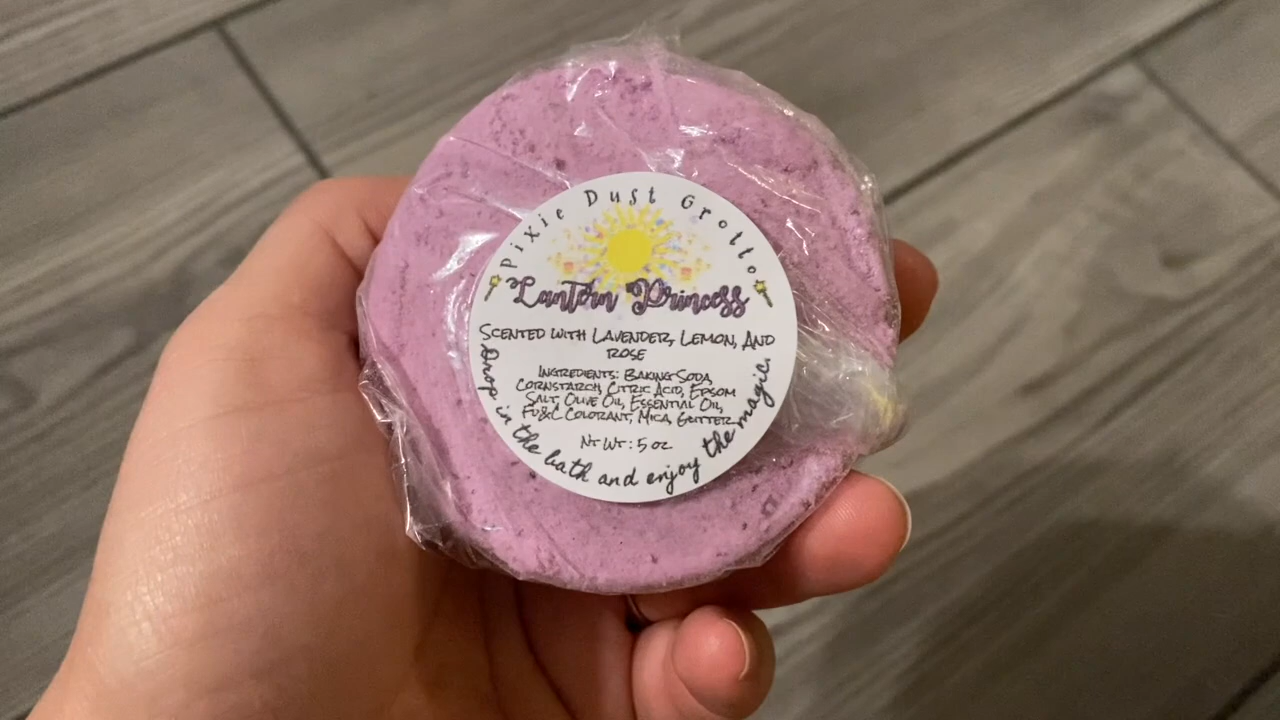 Pixie Dust Grotto
Lantern Princess
Scented with Lavender, Lemon, And
rose
Ingredients: Baking Soda,
Cornstarch, Citric Acid, Epsom
Salt, Olive Oil, Essential Oil,
FD&C Colorant, Mica, Glitter
Nt Wt: 5 oz
Drop in the bath and enjoy the magic.